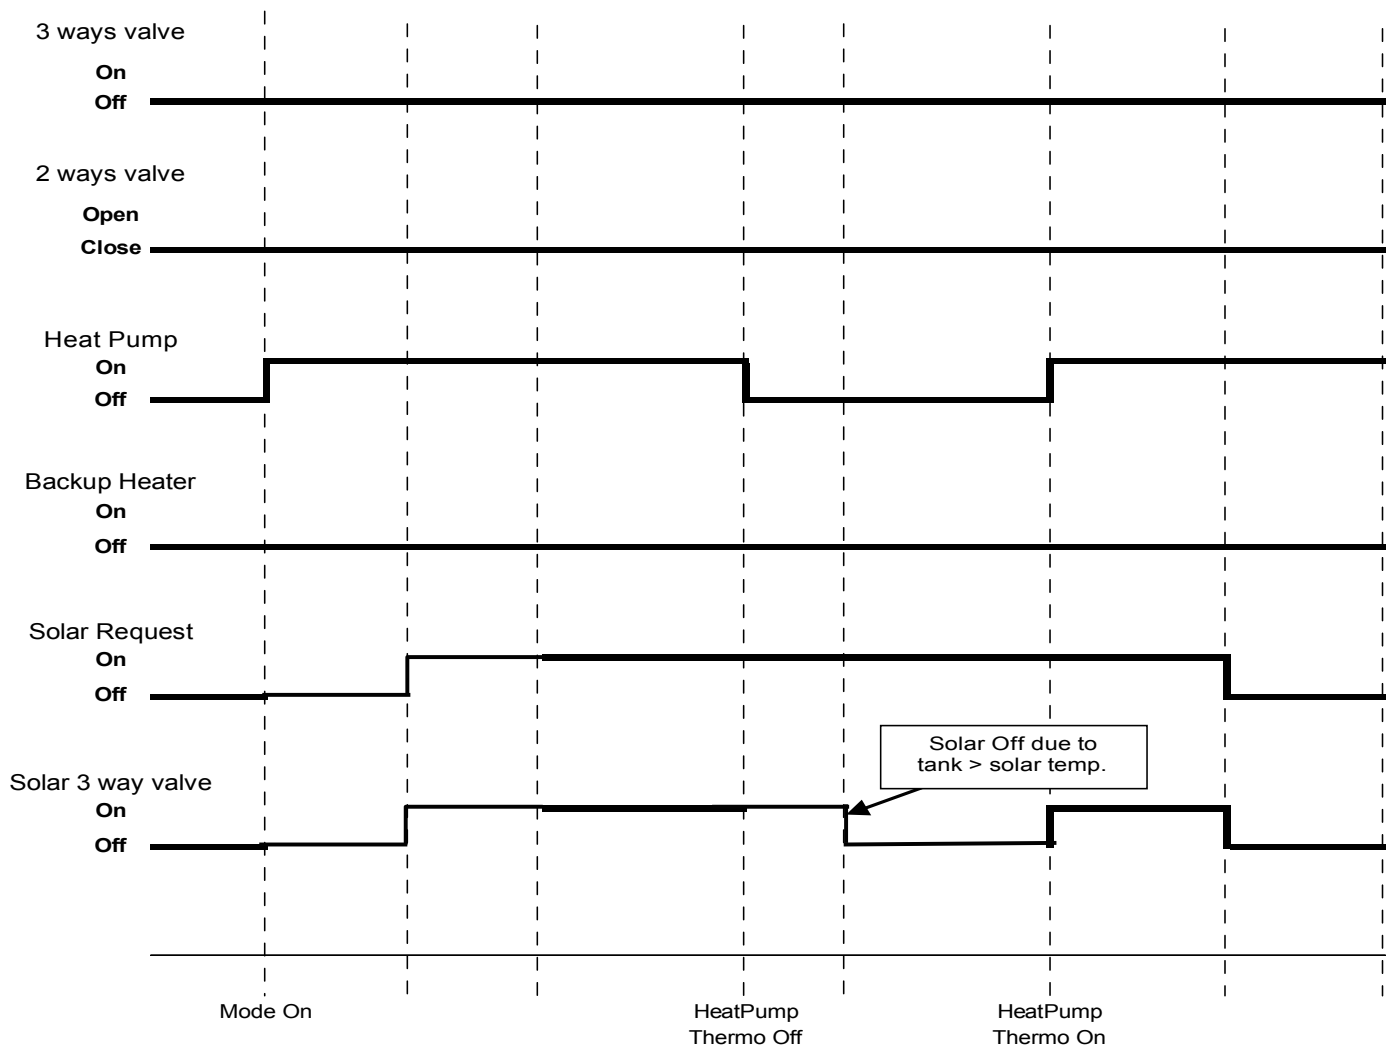 3 ways valve
On
Off
2 ways valve
Open
Close
Heat Pump
On
Off
Backup Heater
On
Off
Solar Request
On
Off
Solar Off due to
tank > solar temp.
Solar 3 way valve
On
Off
Mode On
HeatPump
Thermo Off
HeatPump
Thermo On